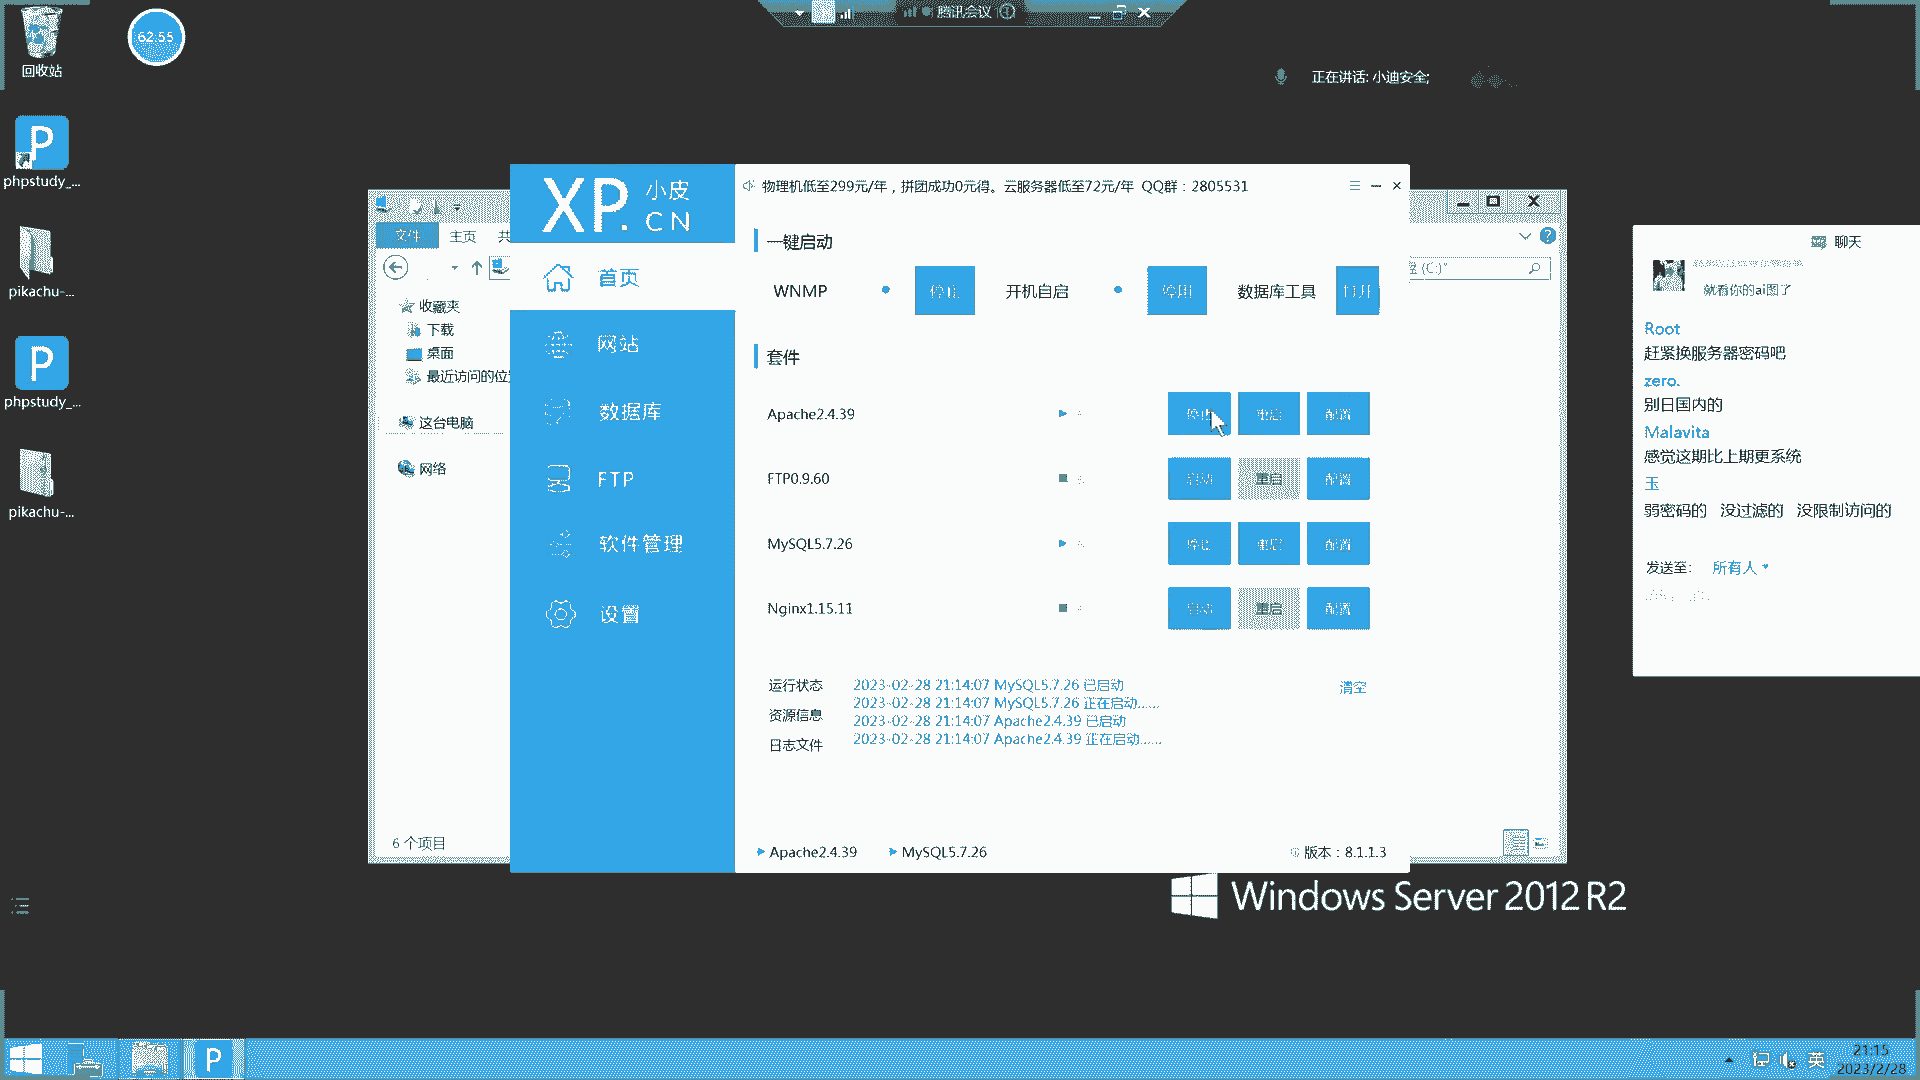 回收站
62.55
腾讯会议
正在讲话: 小迪安全;
phpstudy_...
pikachu-...
phpstudy_...
pikachu-...
文件
主页
共
收藏夹
下载
桌面
最近访问的位
这台电脑
网络
6 个项目
(C:)"
XP.小皮
CN
首页
网站
数据库
FTP
软件管理
设置
物理机低至299元/年，拼团成功0元得。云服务器低至72元/年 QQ群：2805531
一键启动
WNMP
停止
开机自启
停用
数据库工具
打开
套件
Apache2.4.39
停止
重启
配置
FTP0.9.60
启动
重启
配置
MySQL5.7.26
停止
重启
配置
Nginx1.15.11
启动
重启
配置
运行状态
资源信息
日志文件
2023-02-28 21:14:07 MySQL5.7.26 已启动
2023-02-28 21:14:07 MySQL5.7.26 正在启动......
2023-02-28 21:14:07 Apache2.4.39 已启动
2023-02-28 21:14:07 Apache2.4.39 正在启动......
清空
Apache2.4.39
MySQL5.7.26
版本：8.1.1.3
聊天
就看你的ai图了
Root
赶紧换服务器密码吧
zero.
别日国内的
Malavita
感觉这期比上期更系统
玉
弱密码的 没过滤的 没限制访问的
发送至:
所有人
Windows Server 2012 R2
英
21:15
2023/2/28